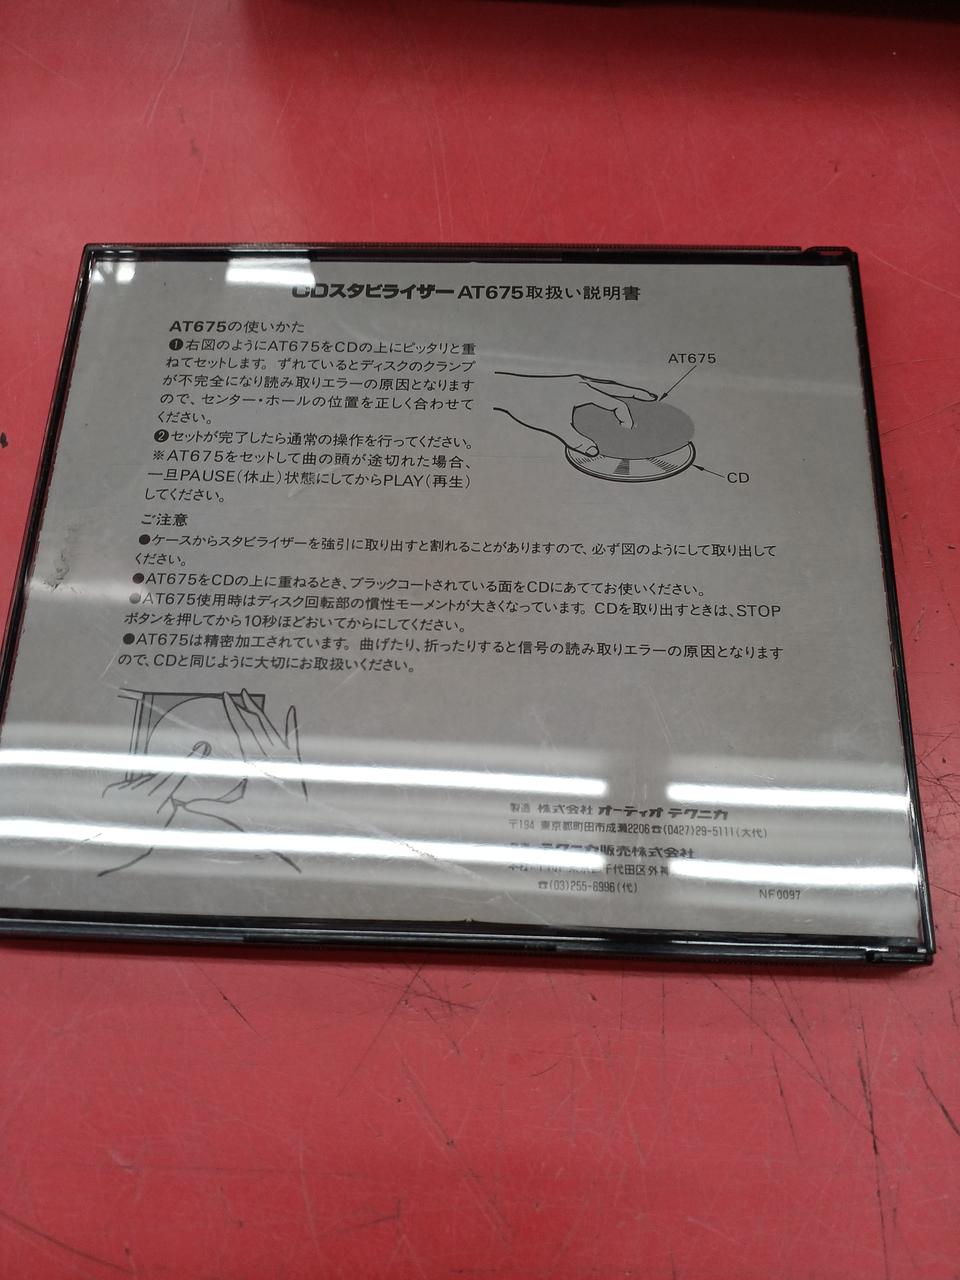 CDスタビライザーAT675取扱い説明書
AT675の使いかた
❶右図のようにAT675をCDの上にピッタリと重
ねてセットします。ずれているとディスクのクランプ
が不完全になり読み取りエラーの原因となります
ので、センター・ホールの位置を正しく合わせて
ください。
❷セットが完了したら通常の操作を行ってください。
※AT675をセットして曲の頭が途切れた場合、
一旦PAUSE(休止)状態にしてからPLAY(再生)
してください。
AT675
CD
ご注意
●ケースからスタビライザーを強引に取り出すと割れることがありますので、必ず図のようにして取り出して
ください。
●AT675をCDの上に重ねるとき、ブラックコートされている面をCDにあててお使いください。
●AT675使用時はディスク回転部の慣性モーメントが大きくなっています。CDを取り出すときは、STOP
ボタンを押してから10秒ほどおいてからにしてください。
●AT675は精密加工されています。曲げたり、折ったりすると信号の読み取りエラーの原因となります
ので、CDと同じように大切にお取扱いください。
製造 株式会社 オーディオテクニカ
〒194 東京都町田市成瀬2206☎(0427)29-5111(大代)
テクニカ販売株式会社
千代田区外神
☎(03)255-6996(代)
NF0097